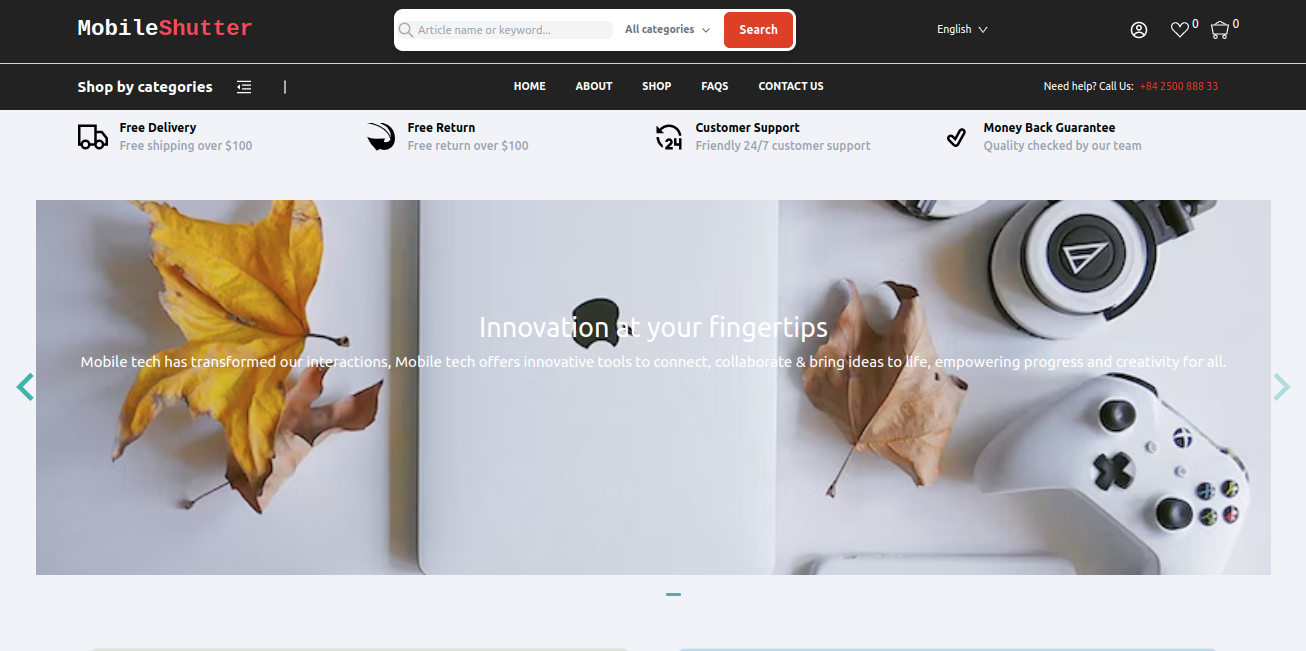 MobileShutter
Article name or keyword...
All categories
Search
English
0
0
Shop by categories
|
HOME
ABOUT
SHOP
FAQS
CONTACT US
Need help? Call Us: +84 2500 888 33
Free Delivery
Free shipping over $100
Free Return
Free return over $100
24
Customer Support
Friendly 24/7 customer support
Money Back Guarantee
Quality checked by our team
Innovation at your fingertips
Mobile tech has transformed our interactions, Mobile tech offers innovative tools to connect, collaborate & bring ideas to life, empowering progress and creativity for all.